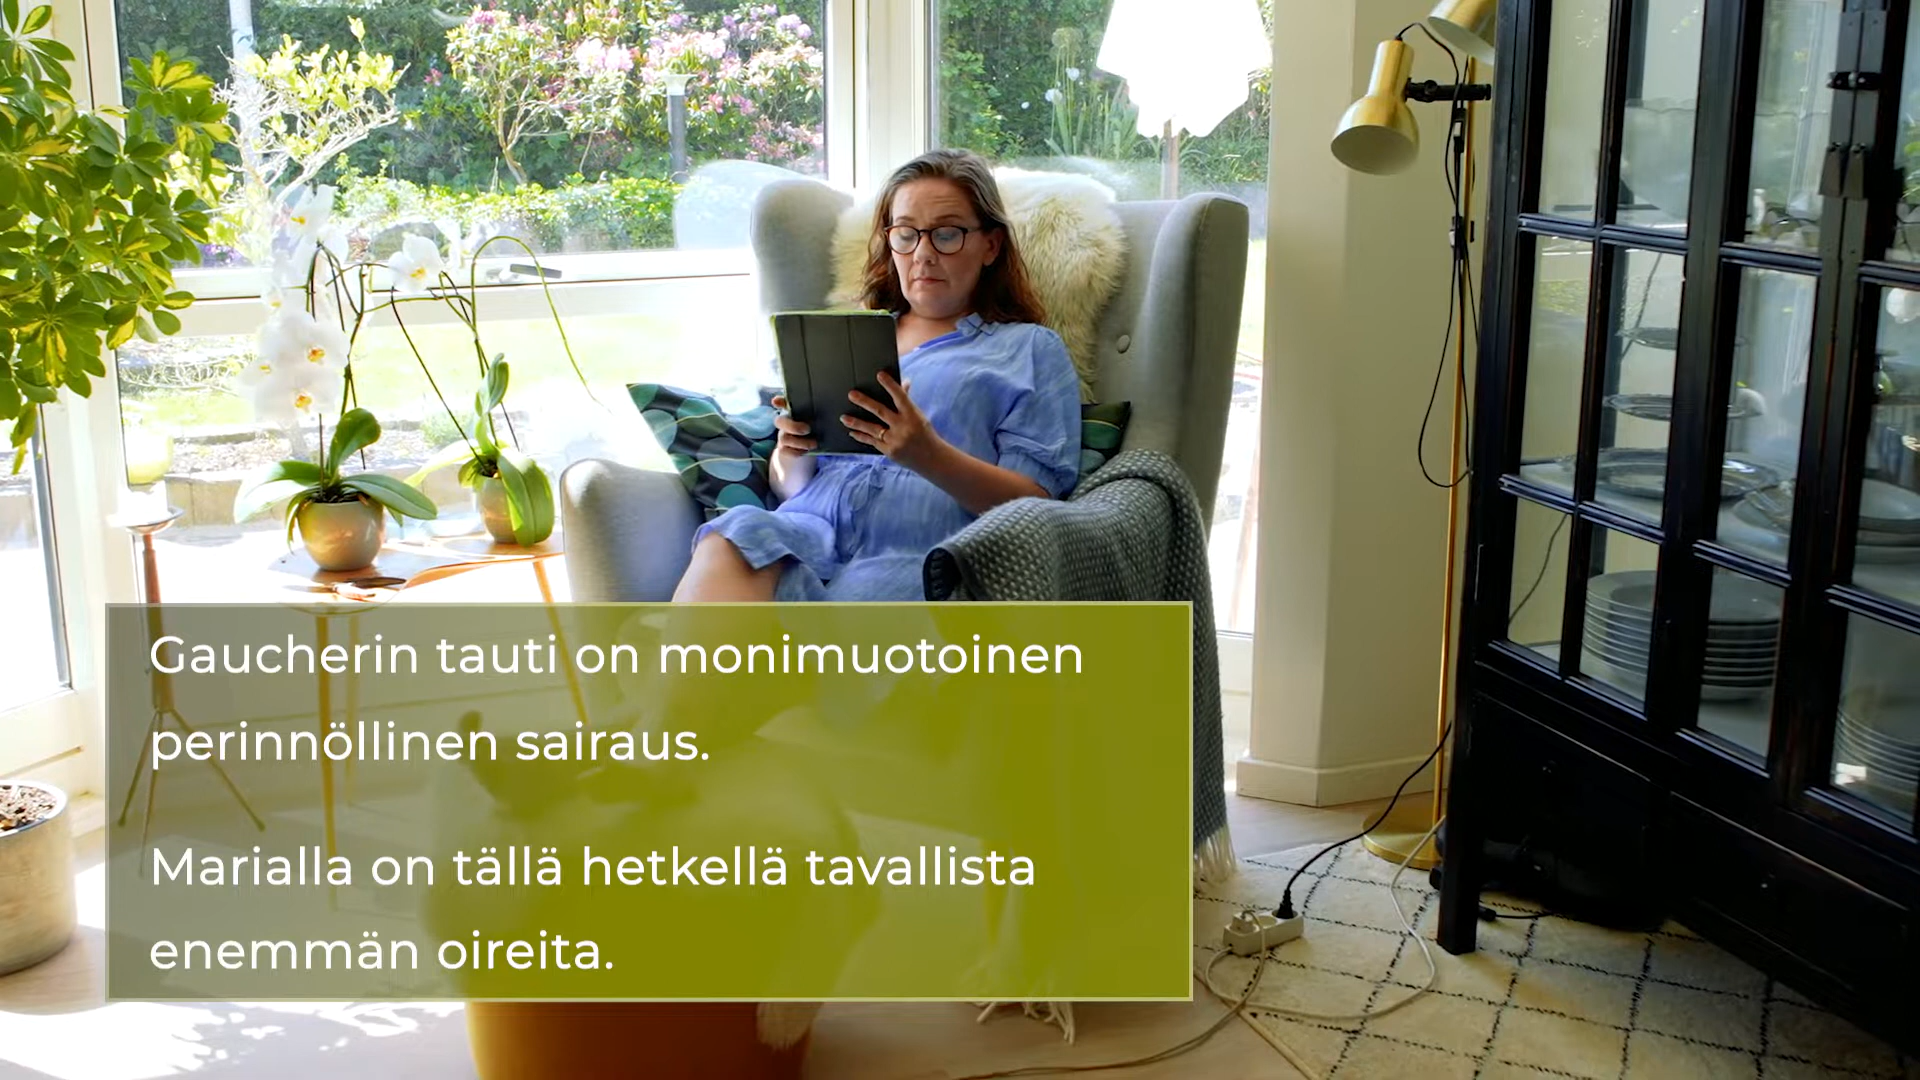 Gaucherin tauti on monimuotoinen
perinnöllinen sairaus.
Marialla on tällä hetkellä tavallista
enemmän oireita.